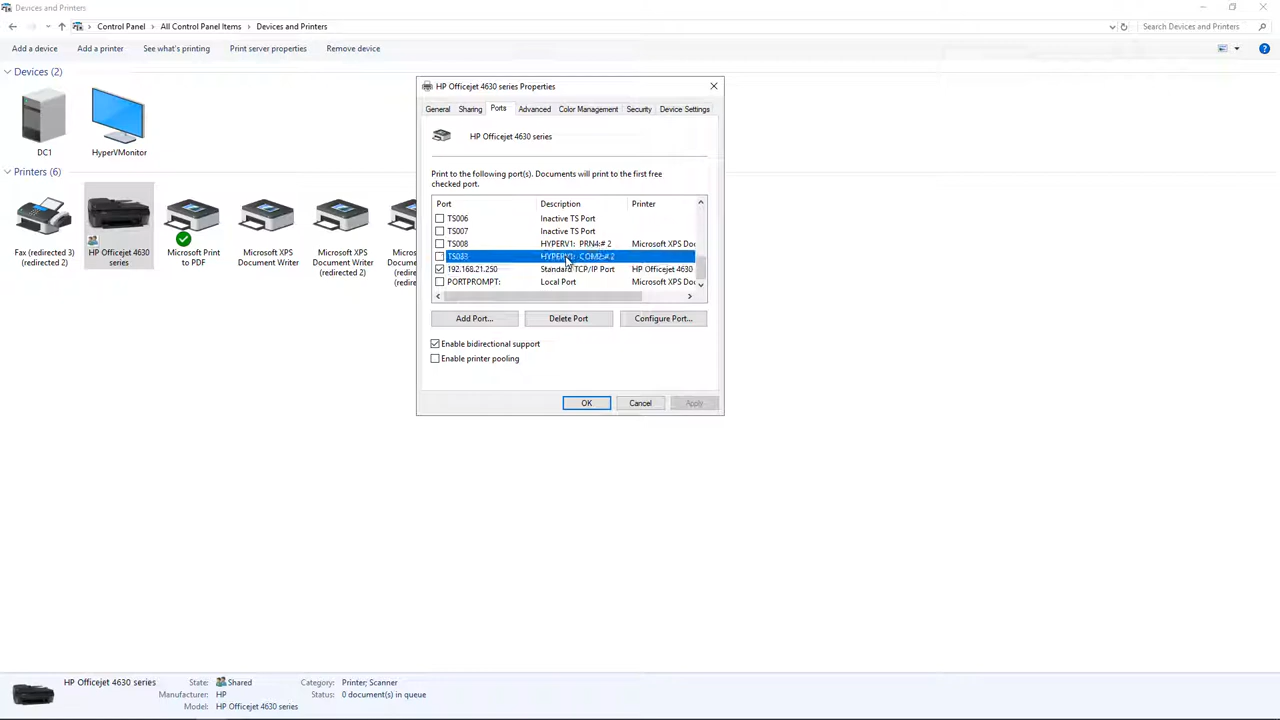 Devices and Printers
Control Panel > All Control Panel Items > Devices and Printers
Search Devices and Printers
Add a device Add a printer See what's printing Print server properties Remove device
Devices (2)
DC1
HyperVMonitor
Printers (6)
Fax (redirected 3)
(redirected 2)
HP Officejet 4630
series
Microsoft Print
to PDF
Microsoft XPS
Document Writer
Microsoft XPS
Document Writer
(redirected 2)
Micro
Docum
(redirec
HP Officejet 4630 series Properties
General Sharing Ports Advanced Color Management Security Device Settings
HP Officejet 4630 series
Print to the following port(s). Documents will print to the first free
checked port.
Port Description Printer
TS006 Inactive TS Port
TS007 Inactive TS Port
TS008 HYPERV1: PRN4:# 2 Microsoft XPS Doc
TS033 HYPERV1: COM2:# 2
192.168.21.250 Standard TCP/IP Port HP Officejet 4630
PORTPROMPT: Local Port Microsoft XPS Doc
Add Port... Delete Port Configure Port...
Enable bidirectional support
Enable printer pooling
OK Cancel Apply
HP Officejet 4630 series State: Shared Category: Printer; Scanner
Manufacturer: HP Status: 0 document(s) in queue
Model: HP Officejet 4630 series